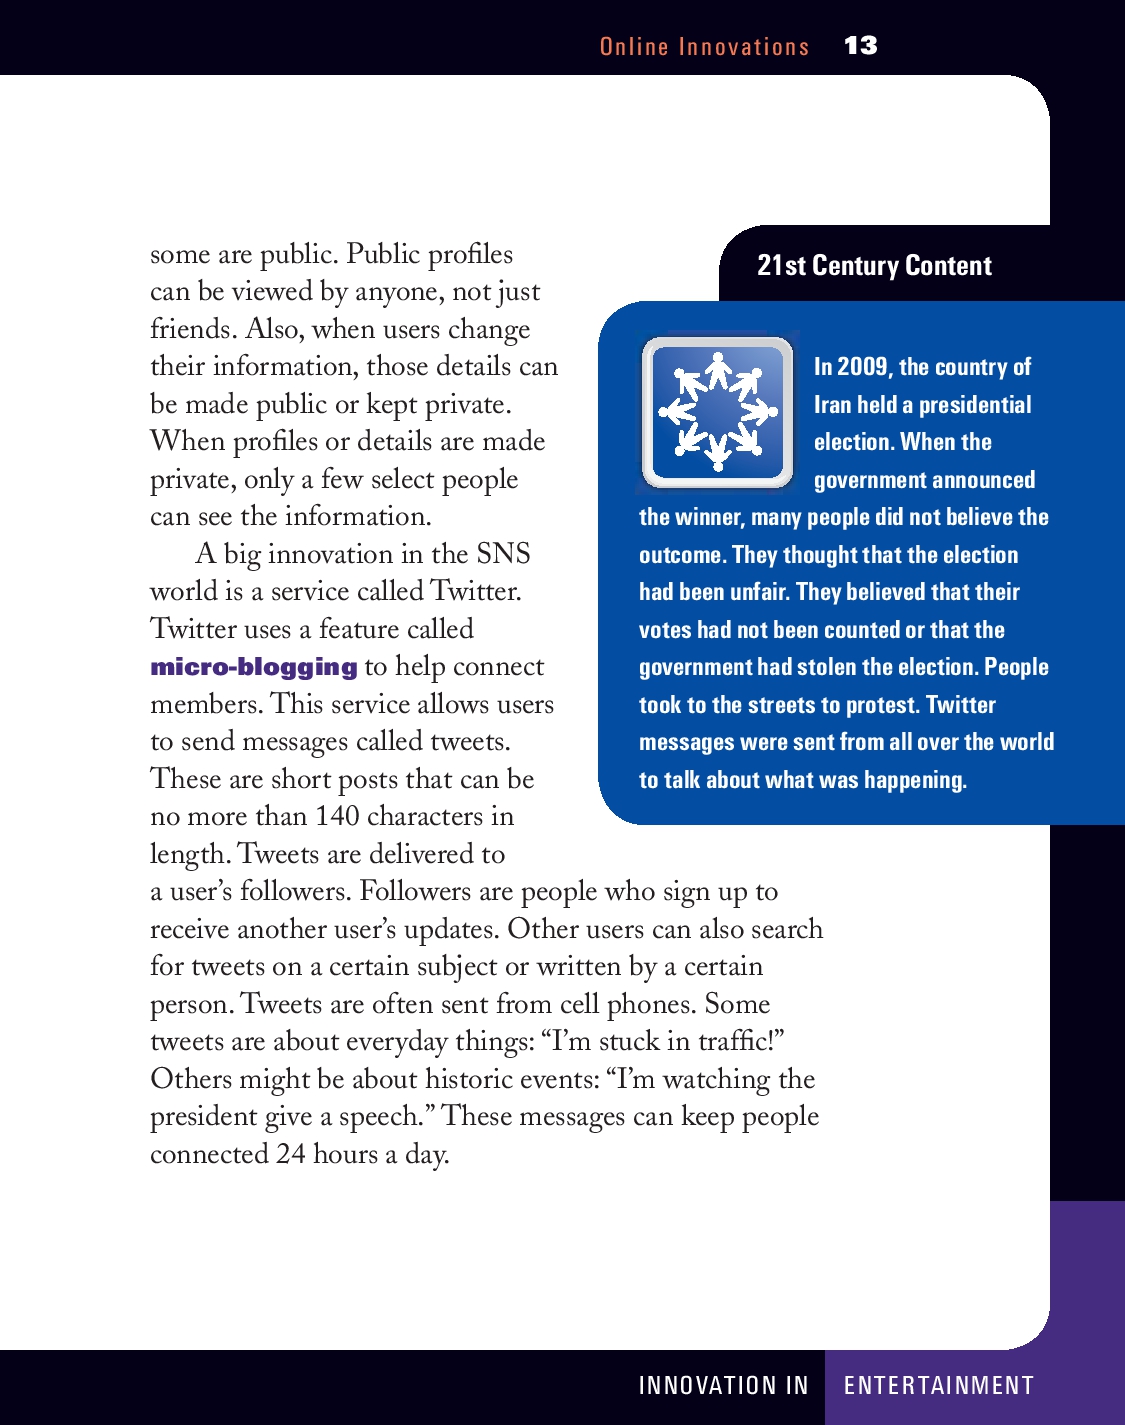 Online Innovations 13
some are public. Public profiles
can be viewed by anyone, not just
friends. Also, when users change
their information, those details can
be made public or kept private.
When profiles or details are made
private, only a few select people
can see the information.
A big innovation in the SNS
world is a service called Twitter.
Twitter uses a feature called
micro-blogging to help connect
members. This service allows users
to send messages called tweets.
These are short posts that can be
no more than 140 characters in
length. Tweets are delivered to
a user’s followers. Followers are people who sign up to
receive another user’s updates. Other users can also search
for tweets on a certain subject or written by a certain
person. Tweets are often sent from cell phones. Some
tweets are about everyday things: “I’m stuck in traffic!”
Others might be about historic events: “I’m watching the
president give a speech.” These messages can keep people
connected 24 hours a day.
21st Century Content
In 2009, the country of
Iran held a presidential
election. When the
government announced
the winner, many people did not believe the
outcome. They thought that the election
had been unfair. They believed that their
votes had not been counted or that the
government had stolen the election. People
took to the streets to protest. Twitter
messages were sent from all over the world
to talk about what was happening.
INNOVATION IN ENTERTAINMENT